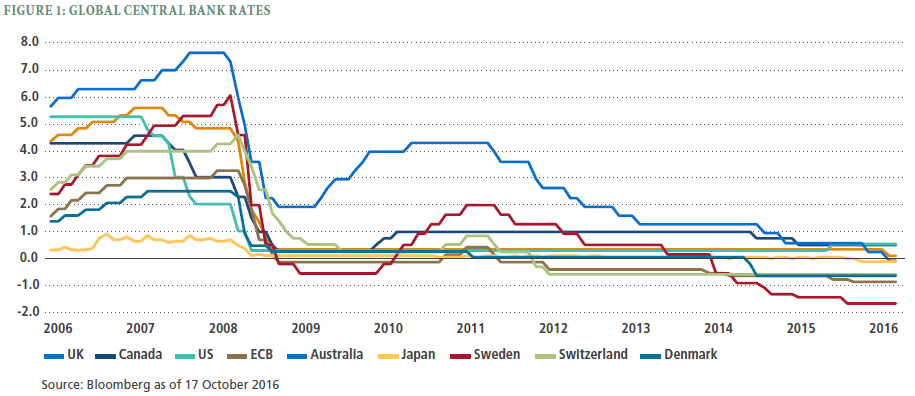 FIGURE 1: GLOBAL CENTRAL BANK RATES
8.0
7.0
6.0
5.0
4.0
3.0
2.0
1.0
0.0
-1.0
-2.0
2006 2007 2008 2009 2010 2011 2012 2013 2014 2015 2016
UK Canada US ECB Australia Japan Sweden Switzerland Denmark
Source: Bloomberg as of 17 October 2016